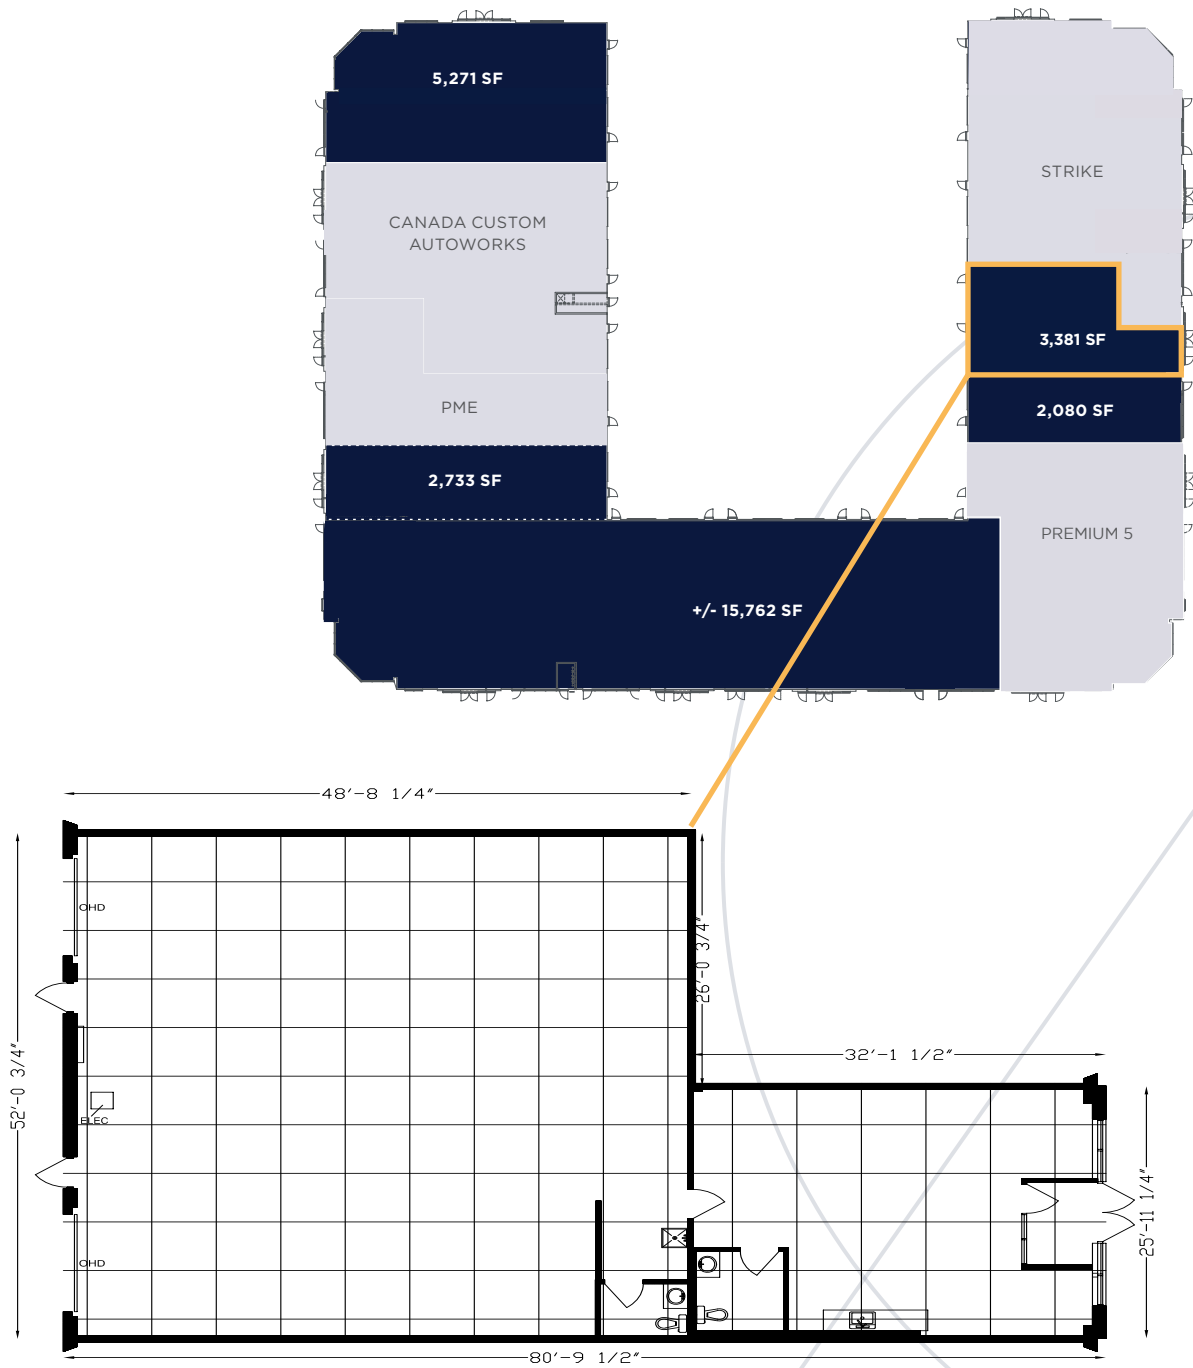 5,271 SF
STRIKE
CANADA CUSTOM
AUTOWORKS
3,381 SF
PME
2,080 SF
2,733 SF
PREMIUM 5
+/- 15,762 SF
48'-8 1/4"
OHD
26'-0 3/4"
32'-1 1/2"
52'-0 3/4"
ELEC
25'-11 1/4"
OHD
80'-9 1/2"